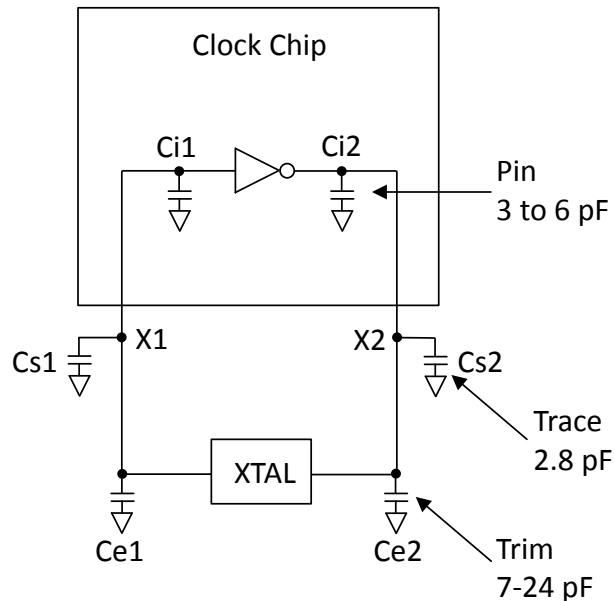 Clock Chip
Ci1
Ci2
Pin
3 to 6 pF
X1
X2
Cs1
Cs2
Trace
2.8 pF
XTAL
Ce1
Ce2
Trim
7-24 pF